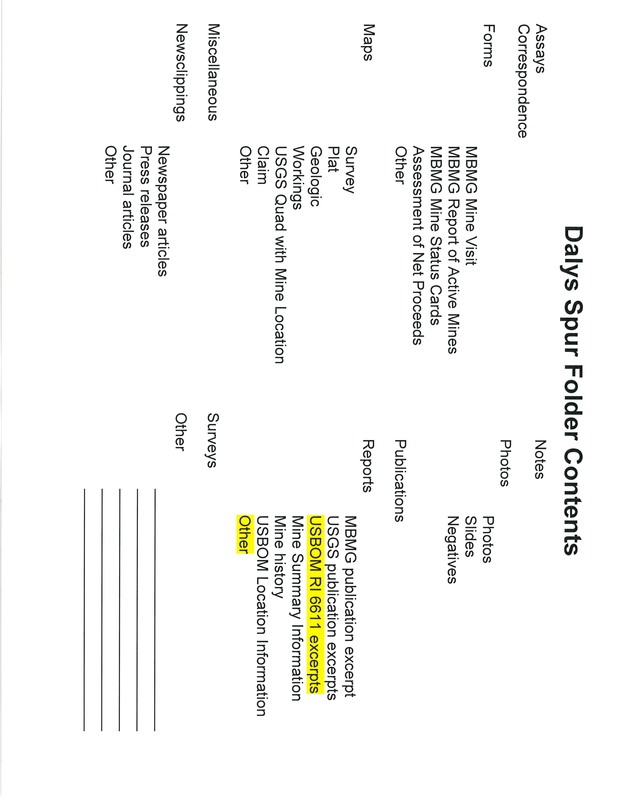 Dalys Spur Folder Contents
Assays
Correspondence
Forms
MBMG Mine Visit
MBMG Report of Active Mines
MBMG Mine Status Cards
Assessment of Net Proceeds
Other
Maps
Survey
Plat
Geologic
Workings
USGS Quad with Mine Location
Claim
Other
Miscellaneous
Newsclippings
Newspaper articles
Press releases
Journal articles
Other
Notes
Photos
Photos
Slides
Negatives
Publications
Reports
MBMG publication excerpt
USGS publication excerpts
USBOM RI 6611 excerpts
Mine Summary Information
Mine history
USBOM Location Information
Other
Surveys
Other